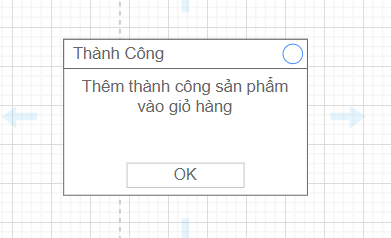 Thành Công
Thêm thành công sản phẩm
vào giỏ hàng
OK